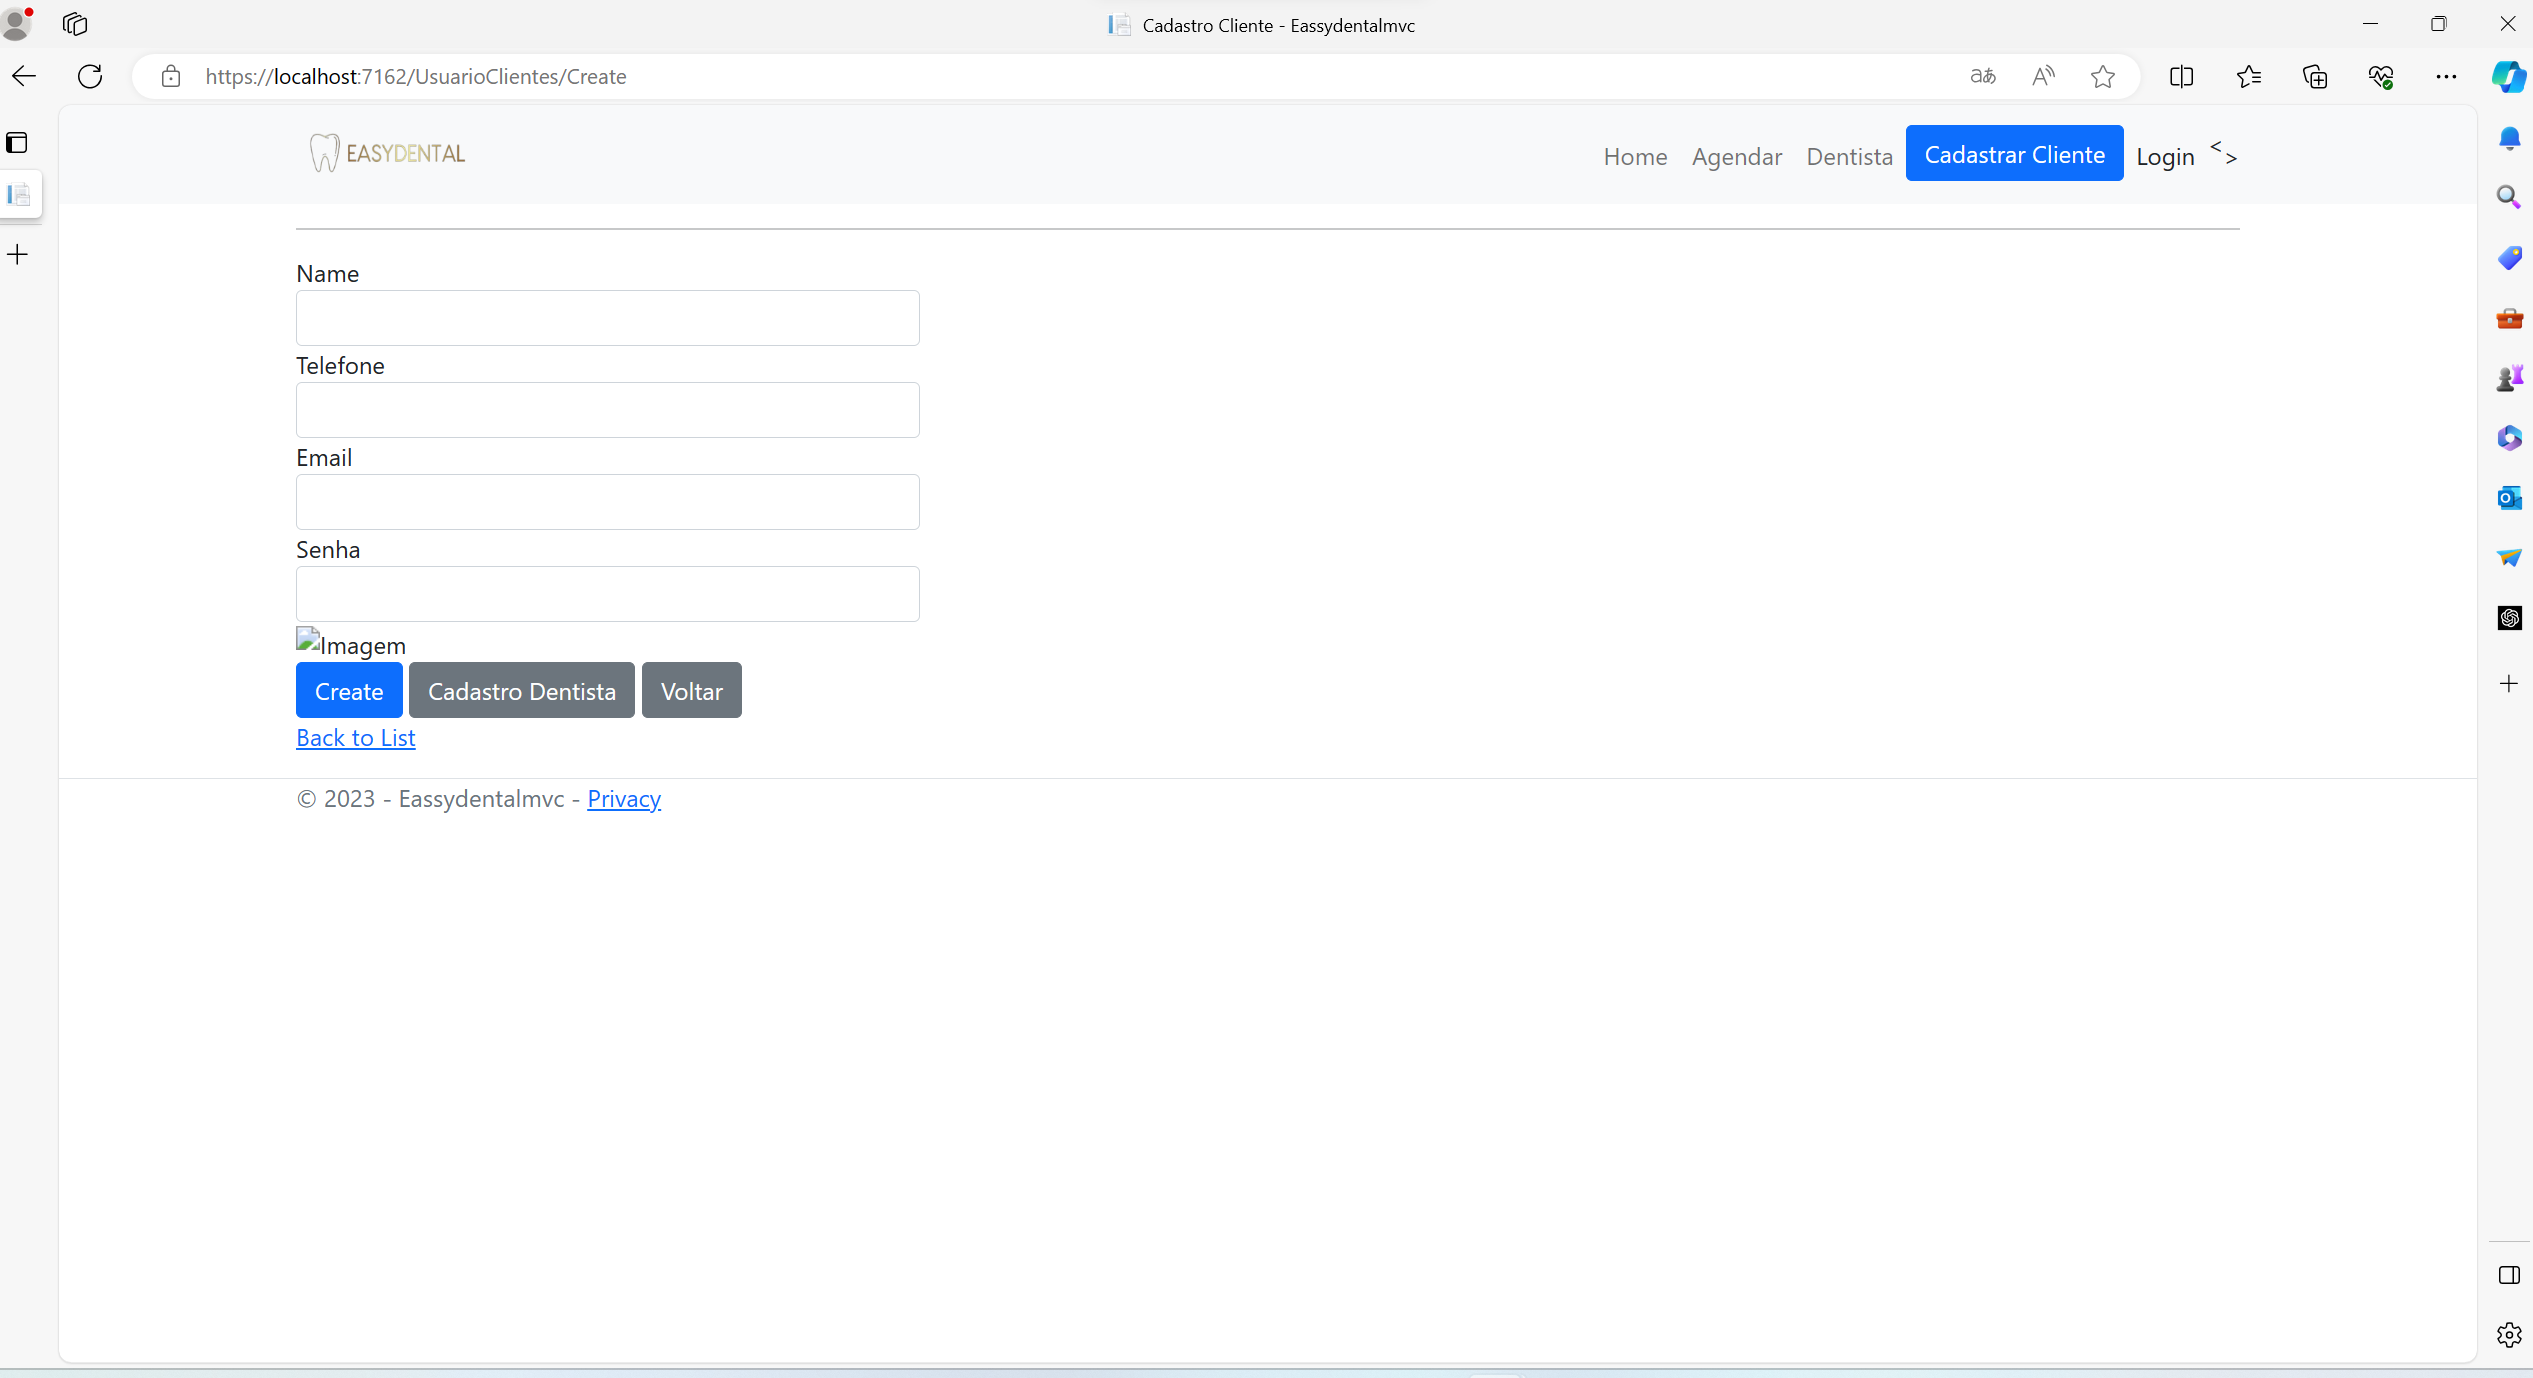 Cadastro Cliente - Eassydentalmvc
https://localhost:7162/UsuarioClientes/Create
EASYDENTAL
Home Agendar Dentista Cadastrar Cliente Login < >
Name
Telefone
Email
Senha
Imagem
Create Cadastro Dentista Voltar
Back to List
© 2023 - Eassydentalmvc - Privacy